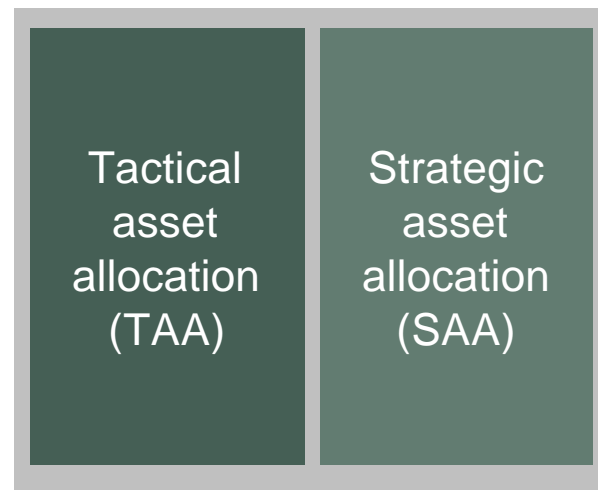 Tactical
asset
allocation
(TAA)
Strategic
asset
allocation
(SAA)